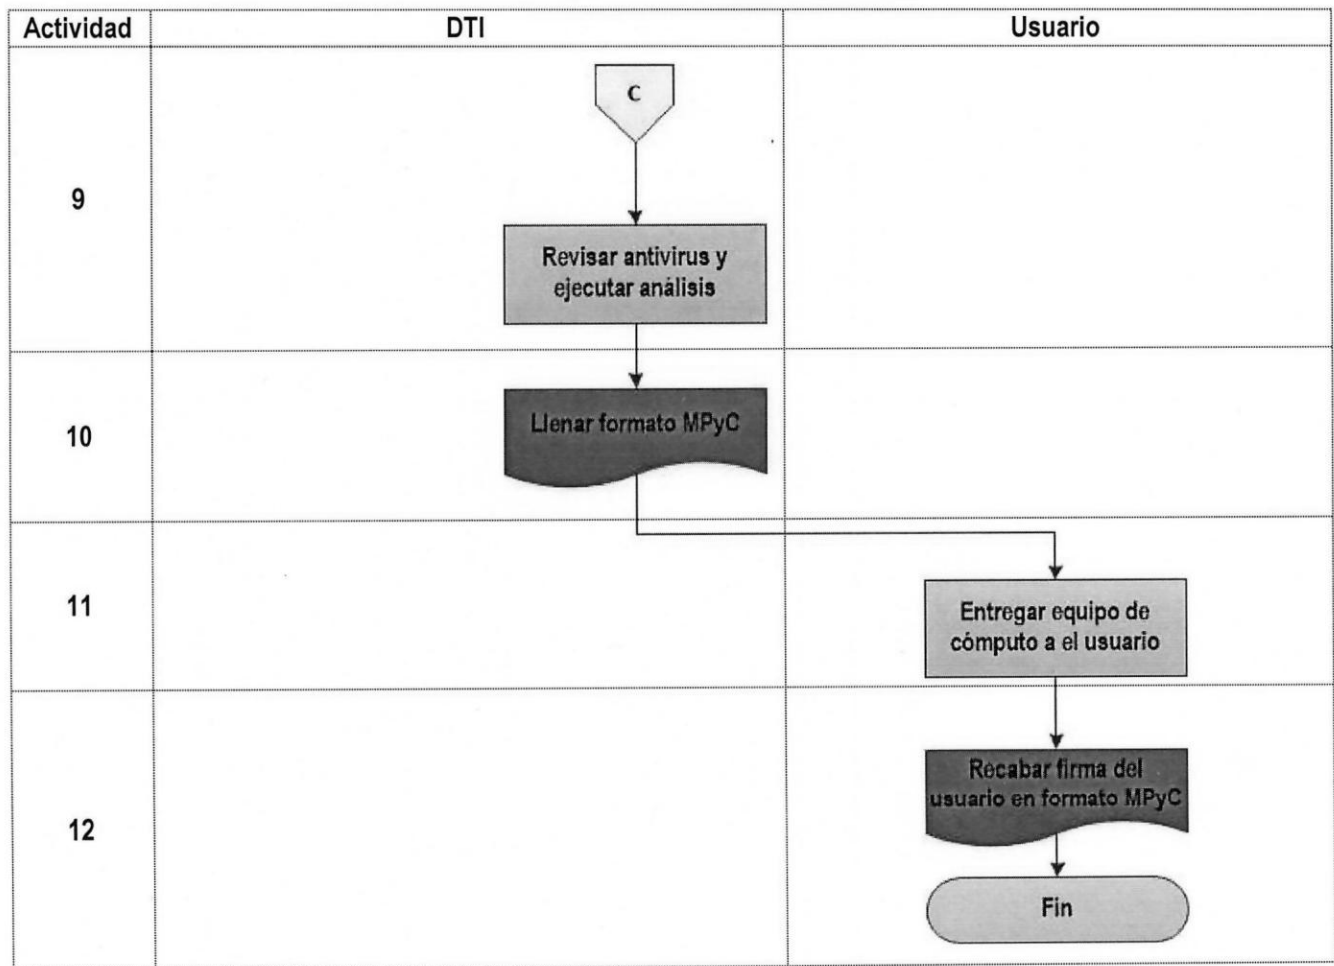 Actividad DTI Usuario
C
9
Revisar antivirus y
ejecutar análisis
10
Llenar formato MPyC
11
Entregar equipo de
cómputo a el usuario
12
Recabar firma del
usuario en formato MPyC
Fin